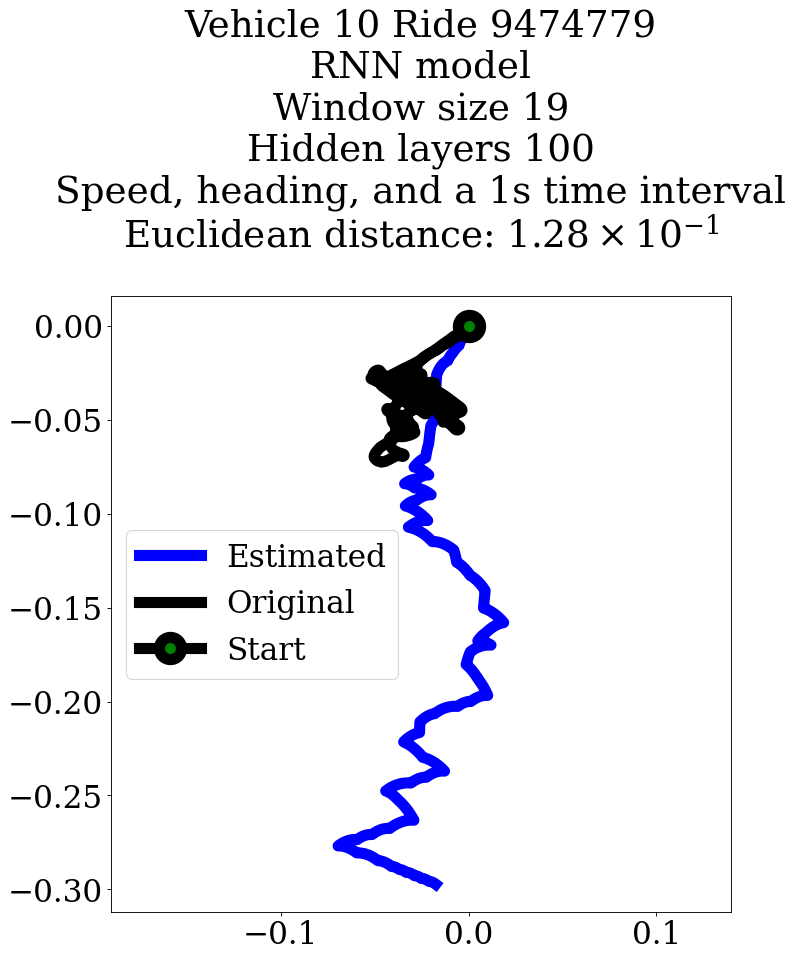 Vehicle 10 Ride 9474779
RNN model
Window size 19
Hidden layers 100
Speed, heading, and a 1s time interval
Euclidean distance: 1.28 × 10⁻¹
0.00
−0.05
−0.10
−0.15
−0.20
−0.25
−0.30
Estimated
Original
Start
−0.1
0.0
0.1